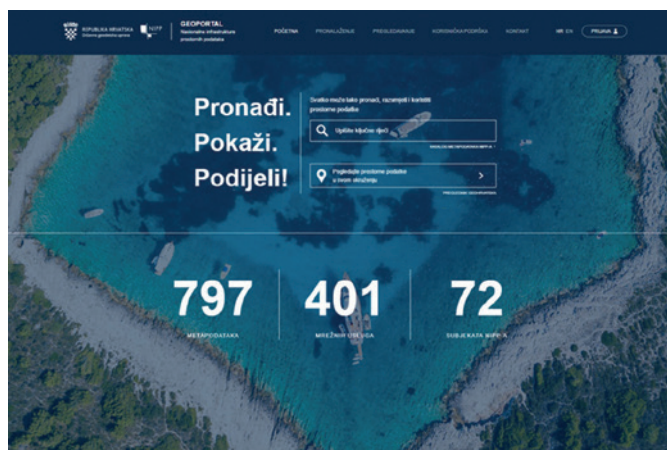 REPUBLIKA HRVATSKA
Državna geodetska uprava
NIPP
GEOPORTAL
Nacionalne infrastrukture
prostornih podataka
POČETNA
PRONALAŽENJE
PREGLEDAVANJE
KORISNIČKA PODRŠKA
KONTAKT
HR EN
PRIJAVA
Pronađi.
Pokaži.
Podijeli!
Svatko može lako pronaći, razumjeti i koristiti
prostorne podatke
Upišite ključnu riječ
Pogledajte prostorne podatke
u svom okruženju
797
METAPODATAKA
401
MREŽNIH USLUGA
72
SUBJEKATA NIPP-A